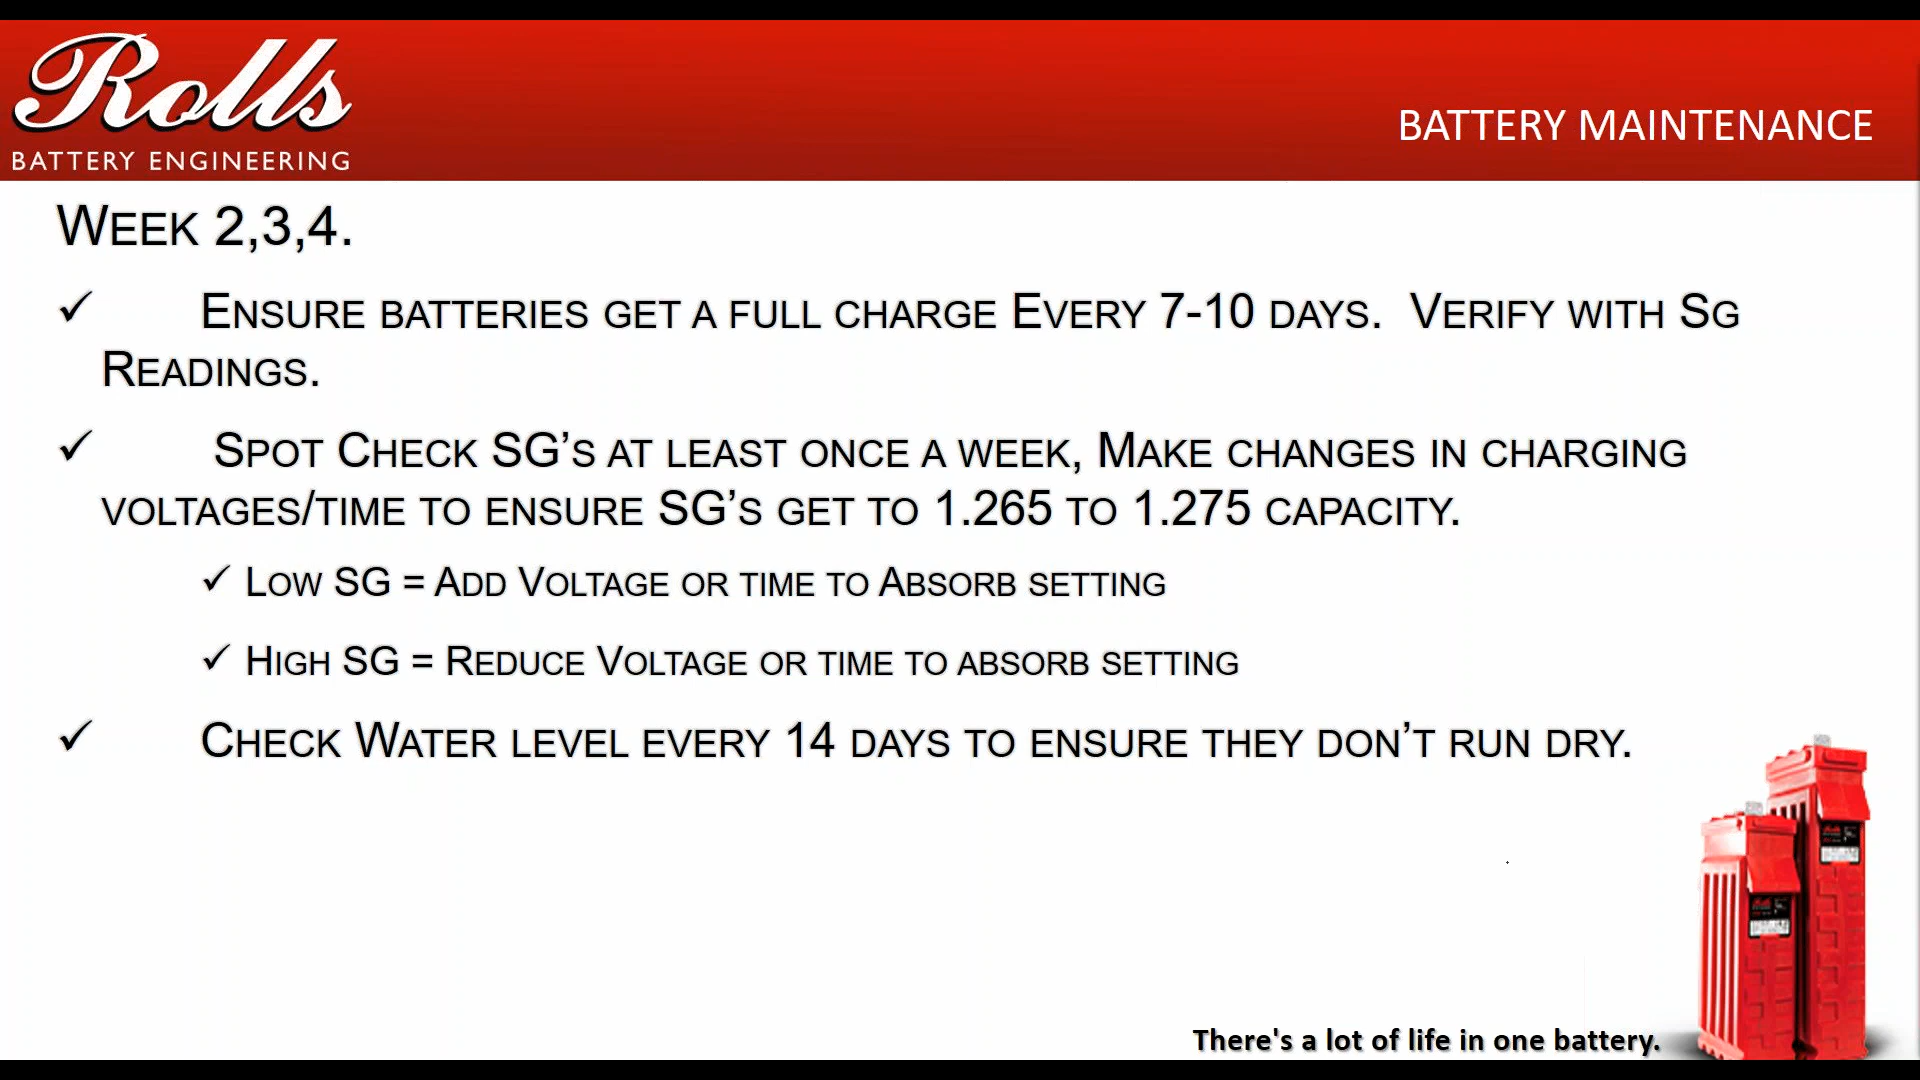 Rolls
BATTERY ENGINEERING
BATTERY MAINTENANCE
WEEK 2,3,4.
✓ ENSURE BATTERIES GET A FULL CHARGE EVERY 7-10 DAYS. VERIFY WITH SG
READINGS.
✓ SPOT CHECK SG'S AT LEAST ONCE A WEEK, MAKE CHANGES IN CHARGING
VOLTAGES/TIME TO ENSURE SG'S GET TO 1.265 TO 1.275 CAPACITY.
✓ LOW SG = ADD VOLTAGE OR TIME TO ABSORB SETTING
✓ HIGH SG = REDUCE VOLTAGE OR TIME TO ABSORB SETTING
✓ CHECK WATER LEVEL EVERY 14 DAYS TO ENSURE THEY DON'T RUN DRY.
There's a lot of life in one battery.